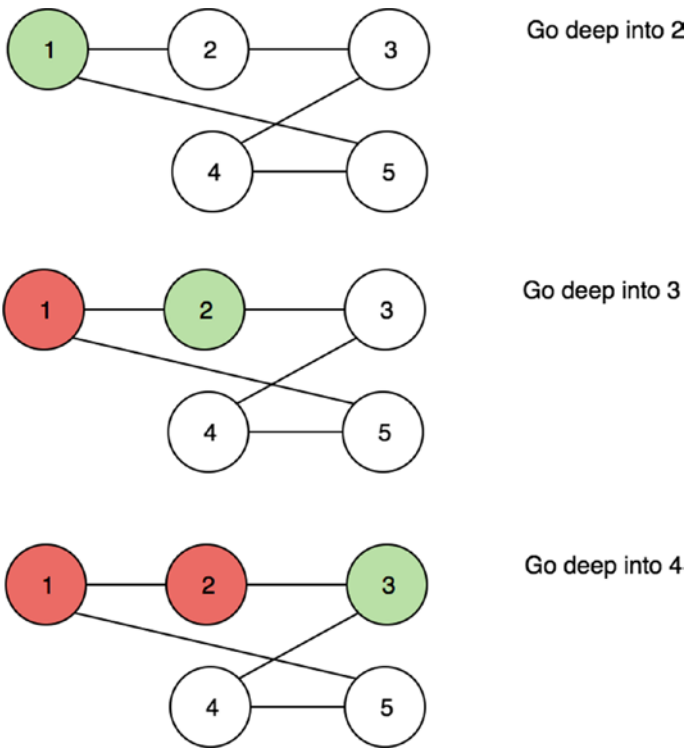 1 2 3 Go deep into 2
4 5
1 2 3 Go deep into 3
4 5
1 2 3 Go deep into 4
4 5